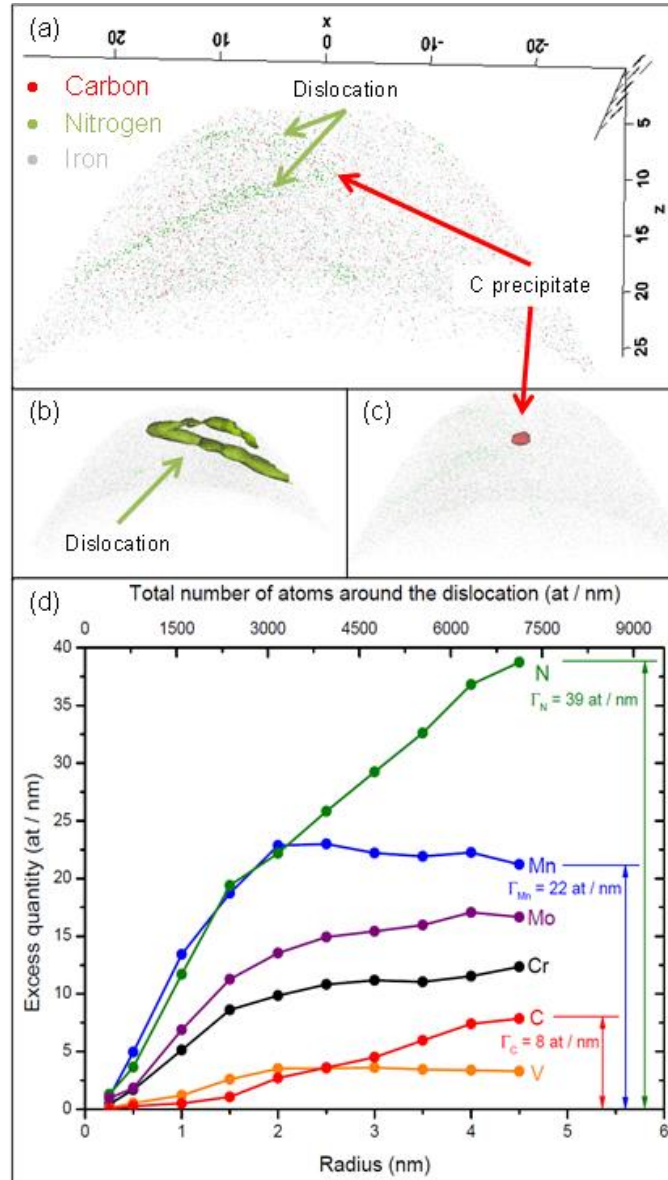 (a)
x
20
10
0
-10
-20
Carbon
Nitrogen
Iron
Dislocation
5
10
15
20
25
z
C precipitate
(b)
Dislocation
(c)
(d)
Total number of atoms around the dislocation (at / nm)
0 1500 3000 4500 6000 7500 9000
40
35
30
25
20
15
10
5
0
Excess quantity (at / nm)
N
ΓN = 39 at / nm
Mn
ΓMn = 22 at / nm
Mo
Cr
C
ΓC = 8 at / nm
V
0 1 2 3 4 5 6
Radius (nm)